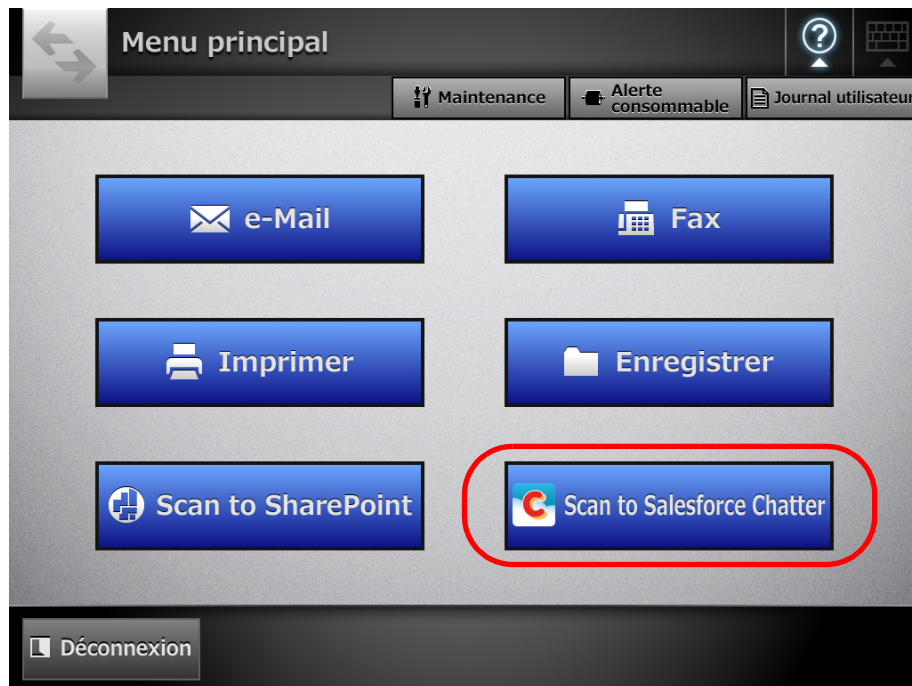 Menu principal
Maintenance
Alerte
consommable
Journal utilisateur
e-Mail
Fax
Imprimer
Enregistrer
Scan to SharePoint
Scan to Salesforce Chatter
Déconnexion